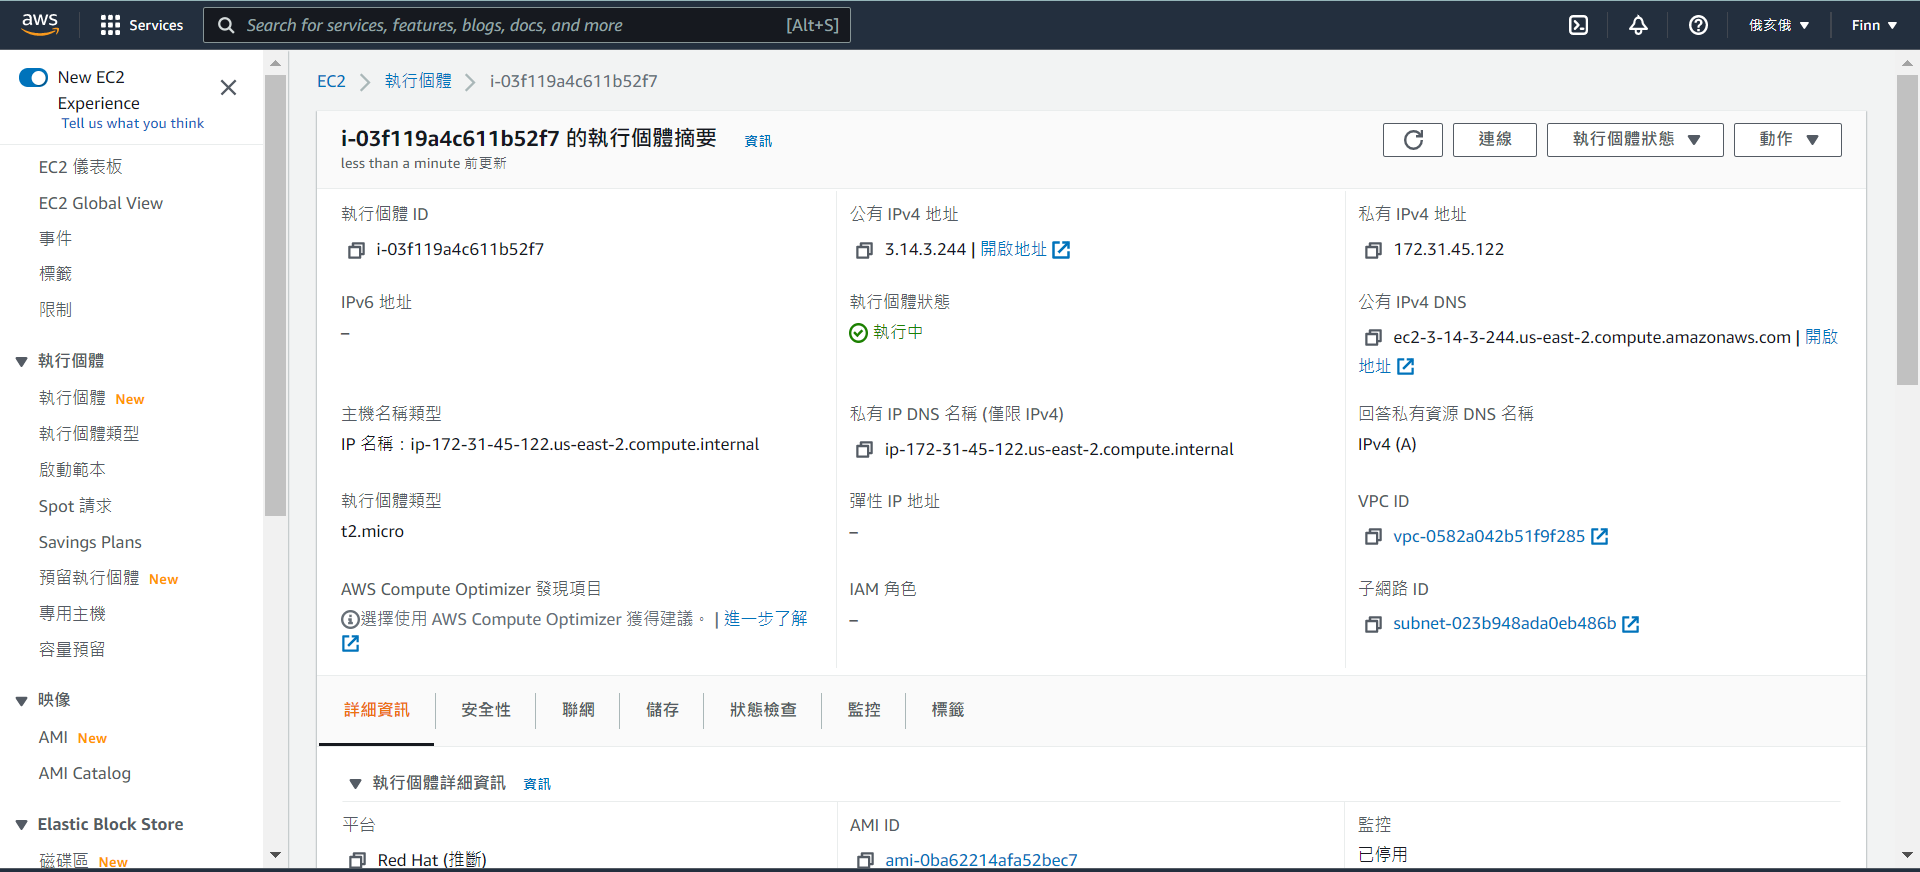 aws
Services
Search for services, features, blogs, docs, and more
[Alt+S]
俄亥俄
Finn
New EC2
Experience
Tell us what you think
EC2 儀表板
EC2 Global View
事件
標籤
限制
執行個體
執行個體 New
執行個體類型
啟動範本
Spot 請求
Savings Plans
預留執行個體 New
專用主機
容量預留
映像
AMI New
AMI Catalog
Elastic Block Store
磁碟區 New
EC2 執行個體 i-03f119a4c611b52f7
i-03f119a4c611b52f7 的執行個體摘要 資訊
less than a minute 前更新
連線
執行個體狀態
動作
執行個體 ID
i-03f119a4c611b52f7
公有 IPv4 地址
3.14.3.244 | 開啟地址
私有 IPv4 地址
172.31.45.122
IPv6 地址
–
執行個體狀態
執行中
公有 IPv4 DNS
ec2-3-14-3-244.us-east-2.compute.amazonaws.com | 開啟
地址
主機名稱類型
IP 名稱：ip-172-31-45-122.us-east-2.compute.internal
私有 IP DNS 名稱 (僅限 IPv4)
ip-172-31-45-122.us-east-2.compute.internal
回答私有資源 DNS 名稱
IPv4 (A)
執行個體類型
t2.micro
彈性 IP 地址
–
VPC ID
vpc-0582a042b51f9f285
AWS Compute Optimizer 發現項目
選擇使用 AWS Compute Optimizer 獲得建議。 | 進一步了解
IAM 角色
–
子網路 ID
subnet-023b948ada0eb486b
詳細資訊
安全性
聯網
儲存
狀態檢查
監控
標籤
執行個體詳細資訊 資訊
平台
Red Hat (推斷)
AMI ID
ami-0ba62214afa52bec7
監控
已停用